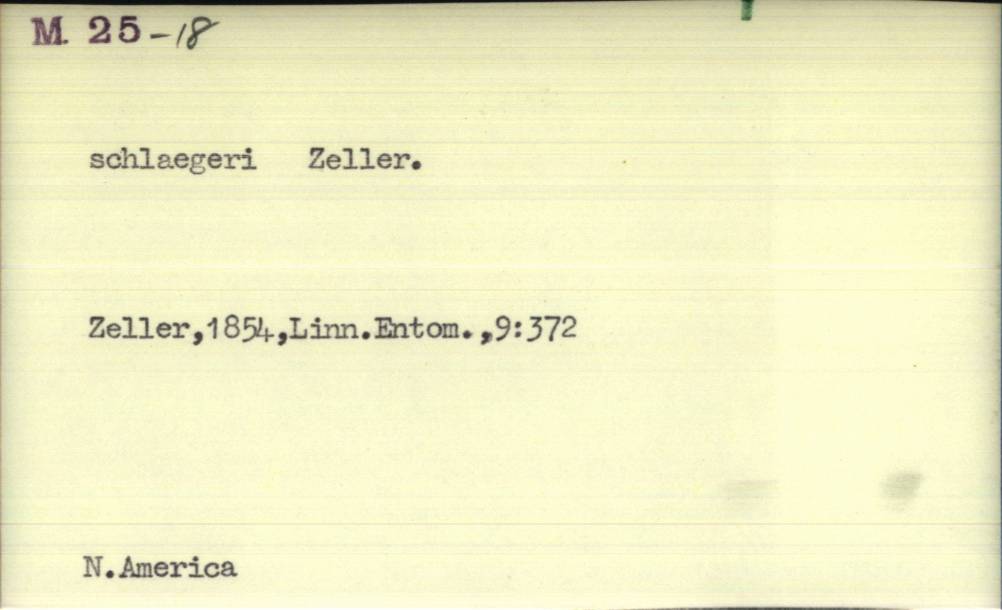 M. 25-18
schlaegeri Zeller.
Zeller,1854,Linn.Entom.,9:372
N.America